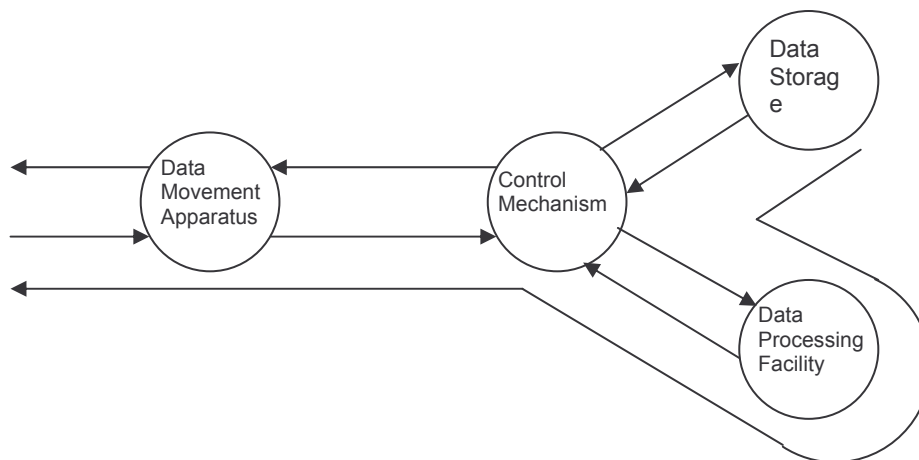 Data
Storag
e
Data
Movement
Apparatus
Control
Mechanism
Data
Processing
Facility